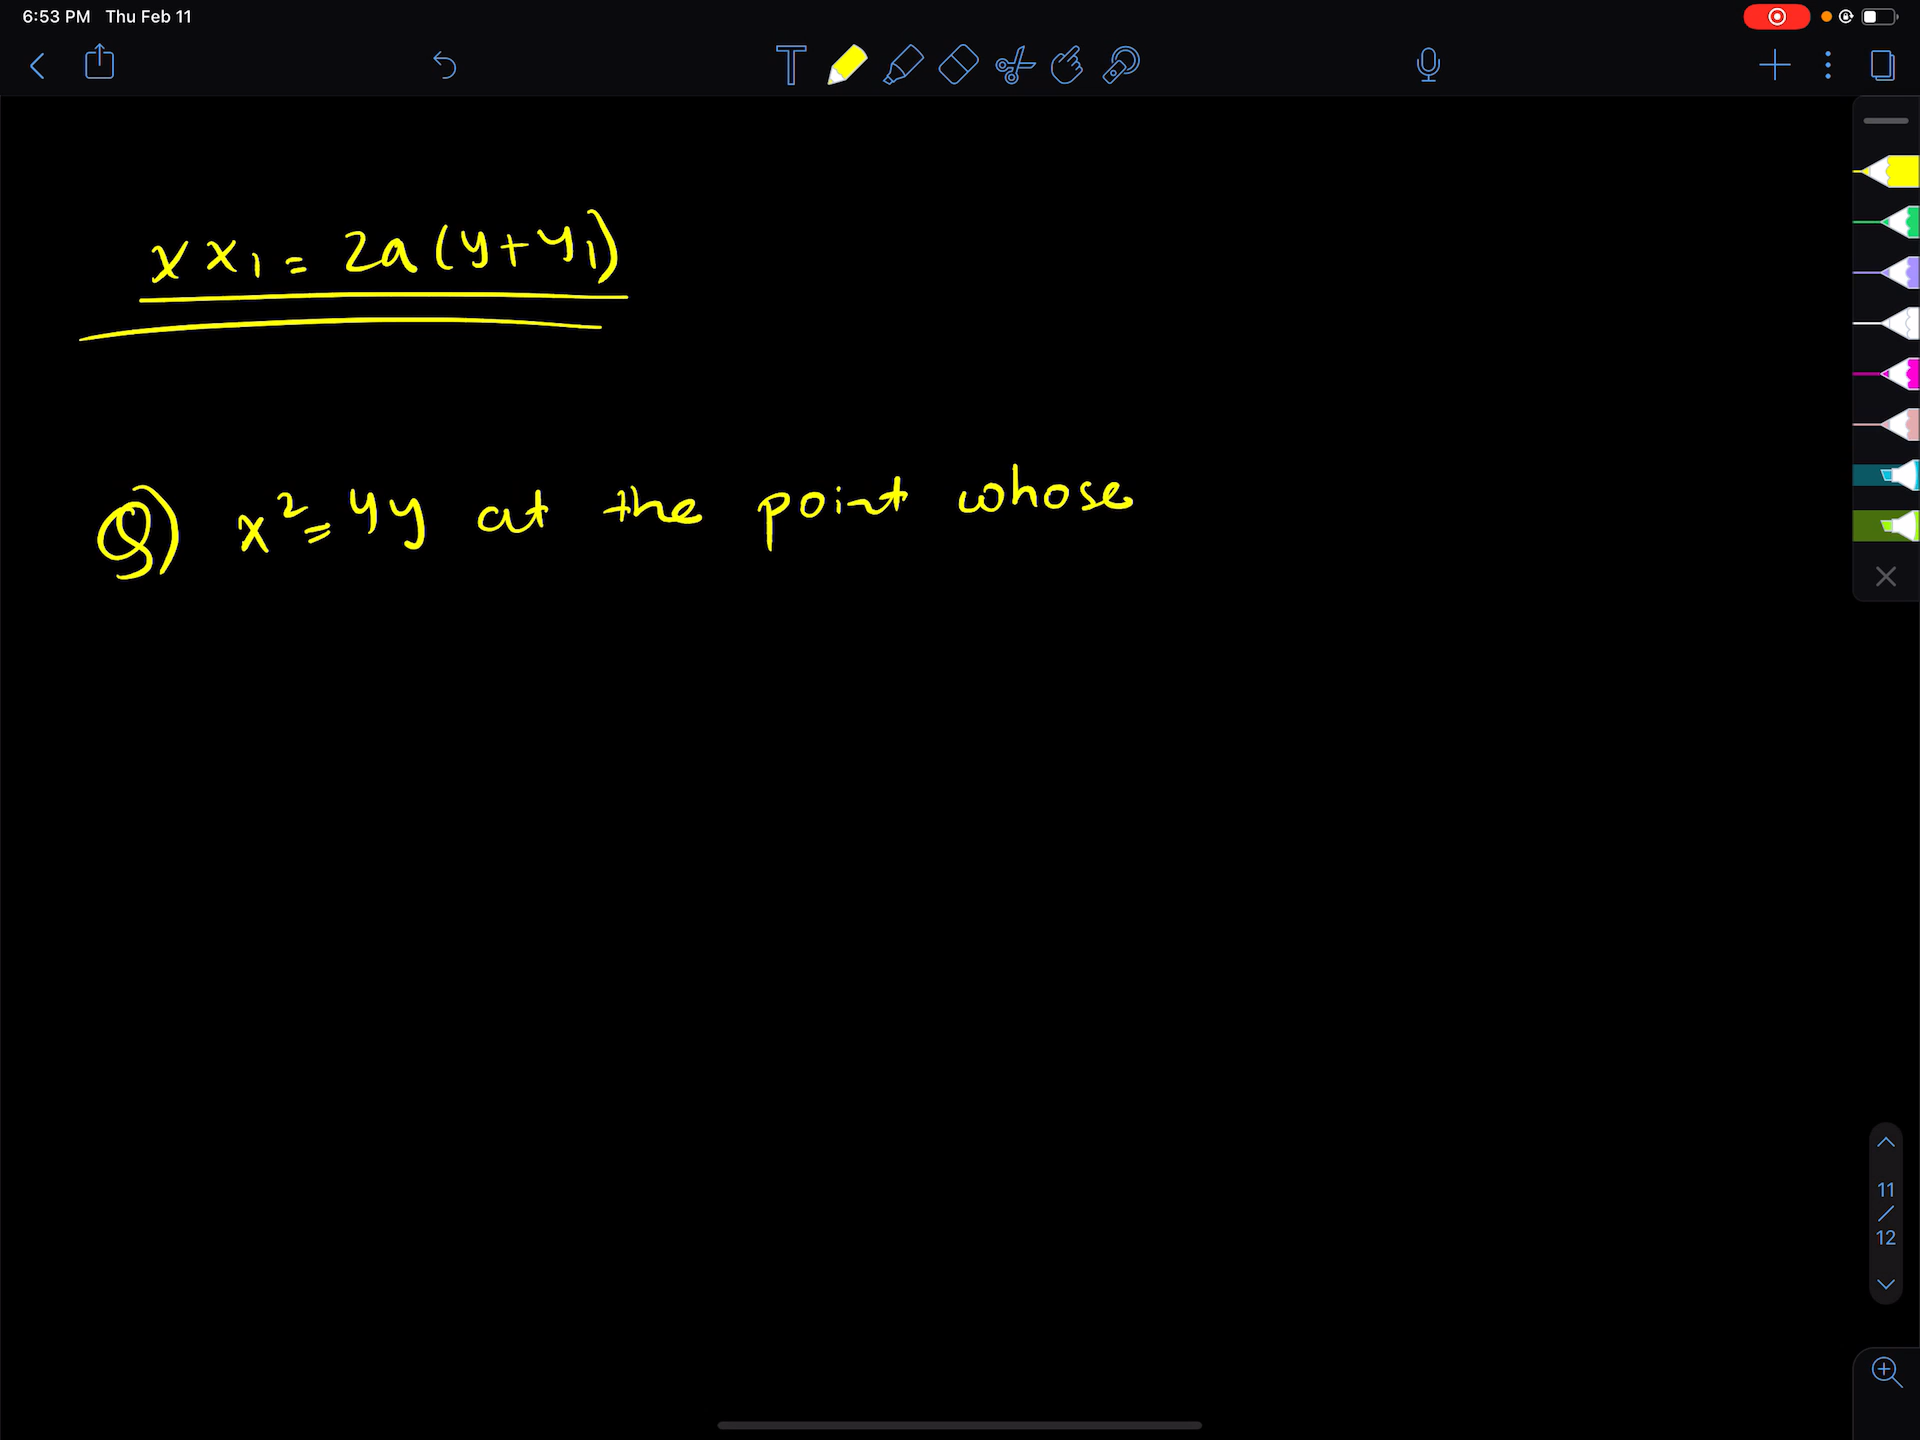 6:53 PM Thu Feb 11
T
x x₁ = 2a (y + y₁)
Q) x² = 4y at the point whose
11
/
12